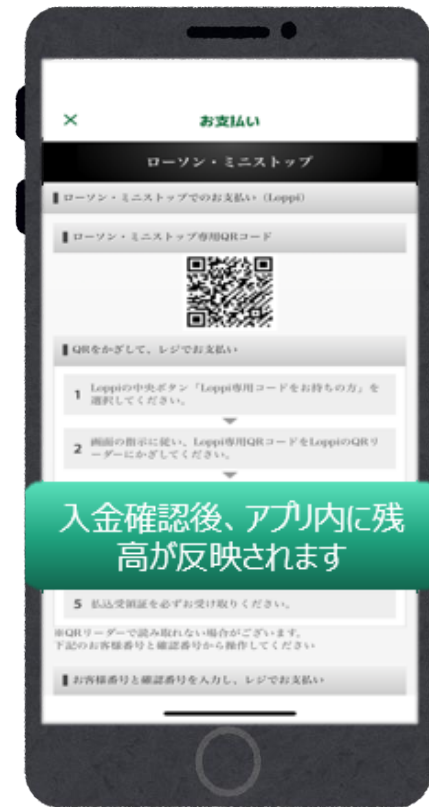 × お支払い
ローソン・ミニストップ
ローソン・ミニストップでのお支払い（Loppi）
ローソン・ミニストップ専用QRコード
QRをかざして、レジでお支払い
1 Loppiの中央ボタン「Loppi専用コードをお持ちの方」を
選択してください。
2 画面の指示に従い、Loppi専用QRコードをLoppiのQRリ
ーダーにかざしてください。
入金確認後、アプリ内に残
高が反映されます
5 払込受領証を必ずお受け取りください。
※QRリーダーで読み取れない場合がございます。
下記のお客様番号と確認番号から操作してください
お客様番号と確認番号を入力し、レジでお支払い